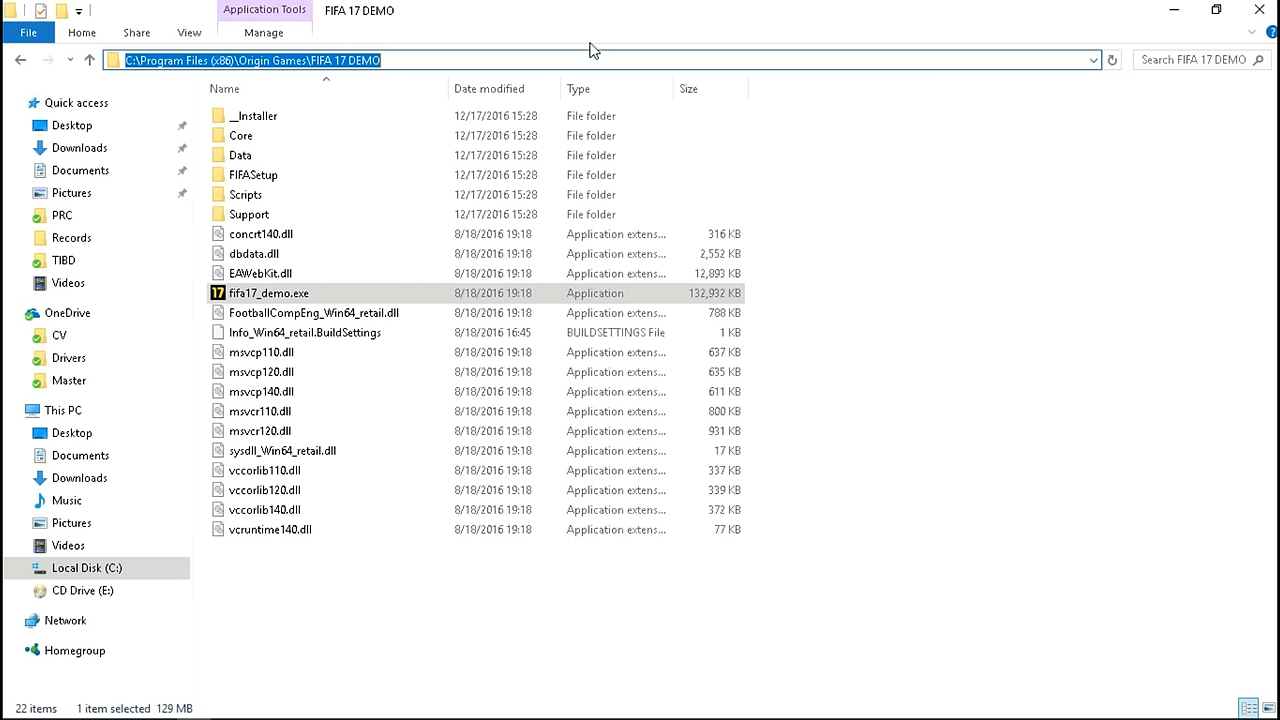 Application Tools FIFA 17 DEMO
File Home Share View Manage
C:\Program Files (x86)\Origin Games\FIFA 17 DEMO Search FIFA 17 DEMO
Name Date modified Type Size
Quick access
Desktop
Downloads
Documents
Pictures
PRC
Records
TIBD
Videos
OneDrive
CV
Drivers
Master
This PC
Desktop
Documents
Downloads
Music
Pictures
Videos
Local Disk (C:)
CD Drive (E:)
Network
Homegroup
__Installer 12/17/2016 15:28 File folder
Core 12/17/2016 15:28 File folder
Data 12/17/2016 15:28 File folder
FIFASetup 12/17/2016 15:28 File folder
Scripts 12/17/2016 15:28 File folder
Support 12/17/2016 15:28 File folder
concrt140.dll 8/18/2016 19:18 Application extens... 316 KB
dbdata.dll 8/18/2016 19:18 Application extens... 2,552 KB
EAWebKit.dll 8/18/2016 19:18 Application extens... 12,893 KB
17 fifa17_demo.exe 8/18/2016 19:18 Application 132,932 KB
FootballCompEng_Win64_retail.dll 8/18/2016 19:18 Application extens... 788 KB
Info_Win64_retail.BuildSettings 8/18/2016 16:45 BUILDSETTINGS File 1 KB
msvcp110.dll 8/18/2016 19:18 Application extens... 637 KB
msvcp120.dll 8/18/2016 19:18 Application extens... 635 KB
msvcp140.dll 8/18/2016 19:18 Application extens... 611 KB
msvcr110.dll 8/18/2016 19:18 Application extens... 800 KB
msvcr120.dll 8/18/2016 19:18 Application extens... 931 KB
sysdll_Win64_retail.dll 8/18/2016 19:18 Application extens... 17 KB
vccorlib110.dll 8/18/2016 19:18 Application extens... 337 KB
vccorlib120.dll 8/18/2016 19:18 Application extens... 339 KB
vccorlib140.dll 8/18/2016 19:18 Application extens... 372 KB
vcruntime140.dll 8/18/2016 19:18 Application extens... 77 KB
22 items 1 item selected 129 MB